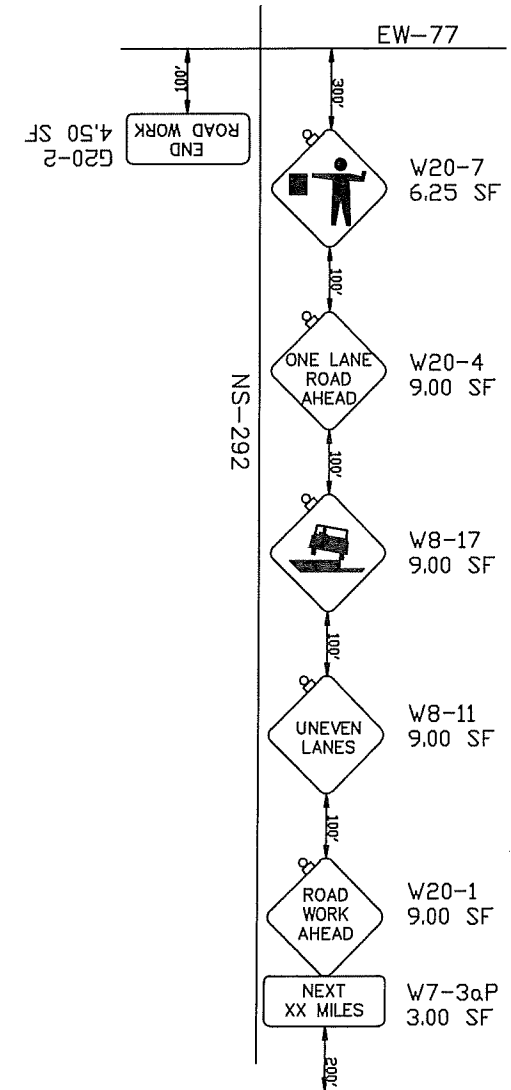 EW-77
100'
300'
END
ROAD WORK
G20-2
4.50 SF
W20-7
6.25 SF
100'
ONE LANE
ROAD
AHEAD
W20-4
9.00 SF
NS-292
100'
W8-17
9.00 SF
100'
UNEVEN
LANES
W8-11
9.00 SF
100'
ROAD
WORK
AHEAD
W20-1
9.00 SF
NEXT
XX MILES
W7-3aP
3.00 SF
200'